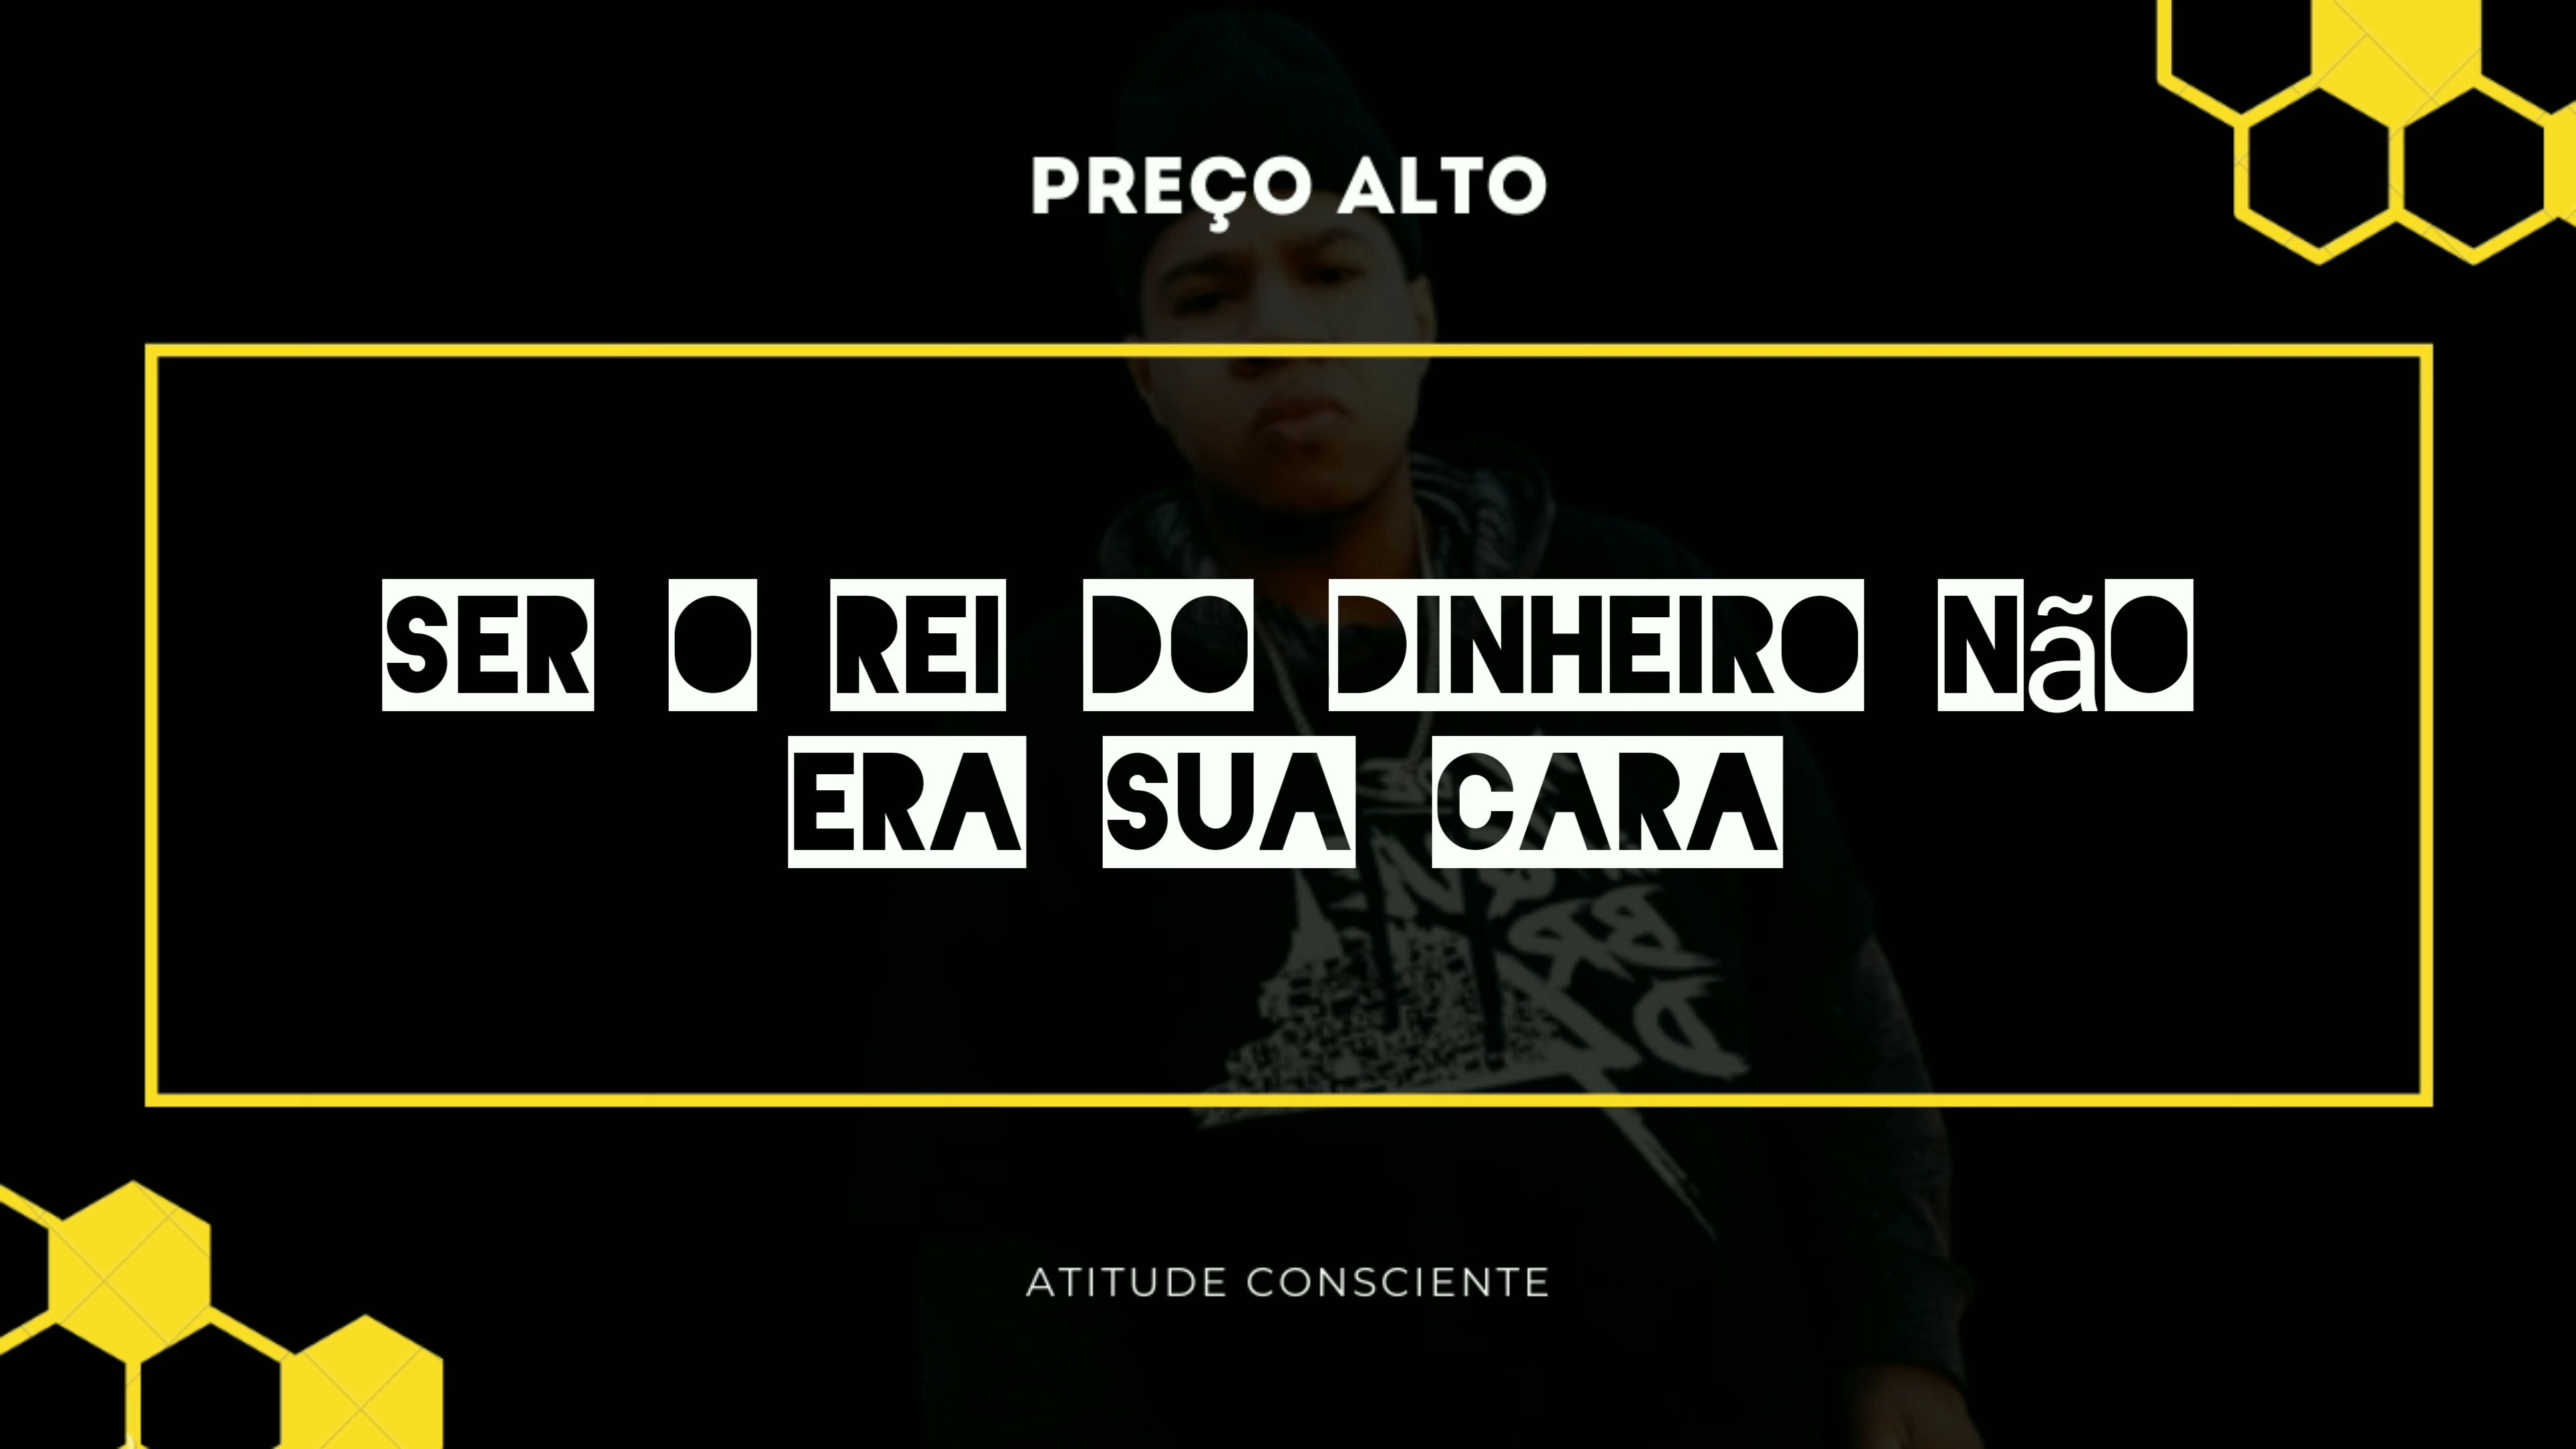 PREÇO ALTO
SER O REI DO DINHEIRO NãO
ERA SUA CARA
ATITUDE CONSCIENTE